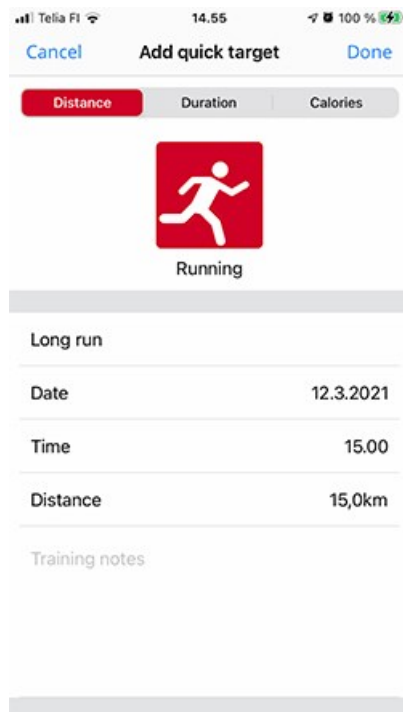 Telia FI 14.55 100 %
Cancel Add quick target Done
Distance Duration Calories
Running
Long run
Date 12.3.2021
Time 15.00
Distance 15,0km
Training notes